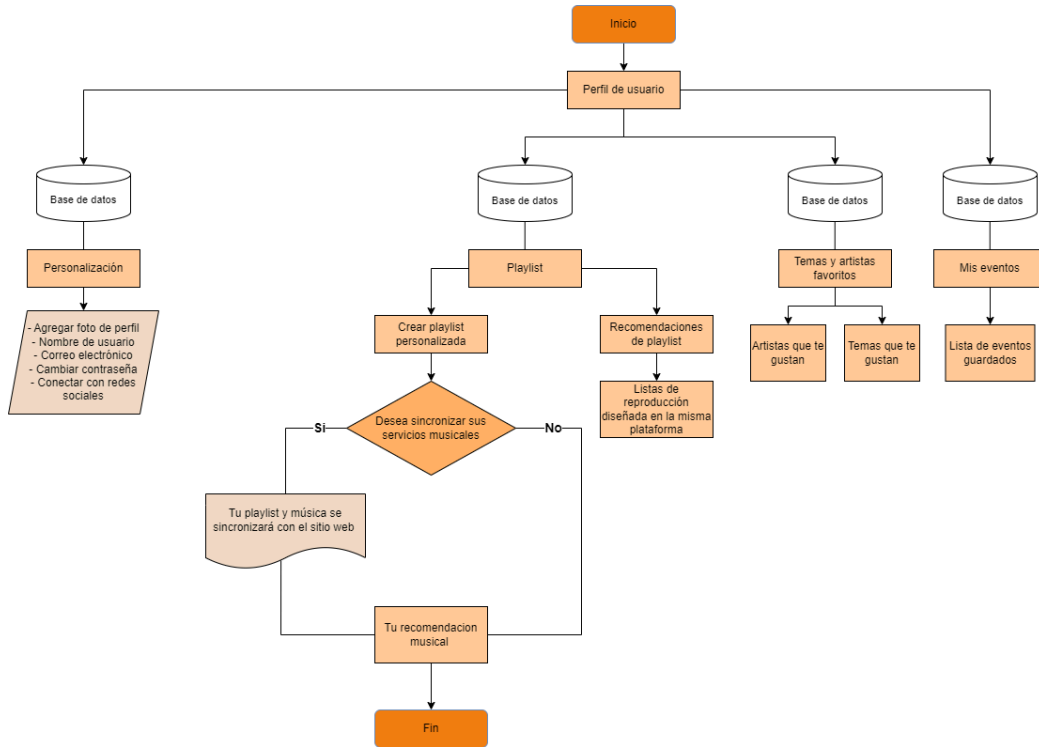 Inicio
Perfil de usuario
Base de datos
Base de datos
Base de datos
Base de datos
Personalización
Playlist
Temas y artistas
favoritos
Mis eventos
- Agregar foto de perfil
- Nombre de usuario
- Correo electrónico
- Cambiar contraseña
- Conectar con redes
sociales
Crear playlist
personalizada
Recomendaciones
de playlist
Artistas que te
gustan
Temas que te
gustan
Lista de eventos
guardados
Listas de
reproducción
diseñada en la misma
plataforma
Desea sincronizar sus
servicios musicales
Si
No
Tu playlist y música se
sincronizará con el sitio web
Tu recomendacion
musical
Fin